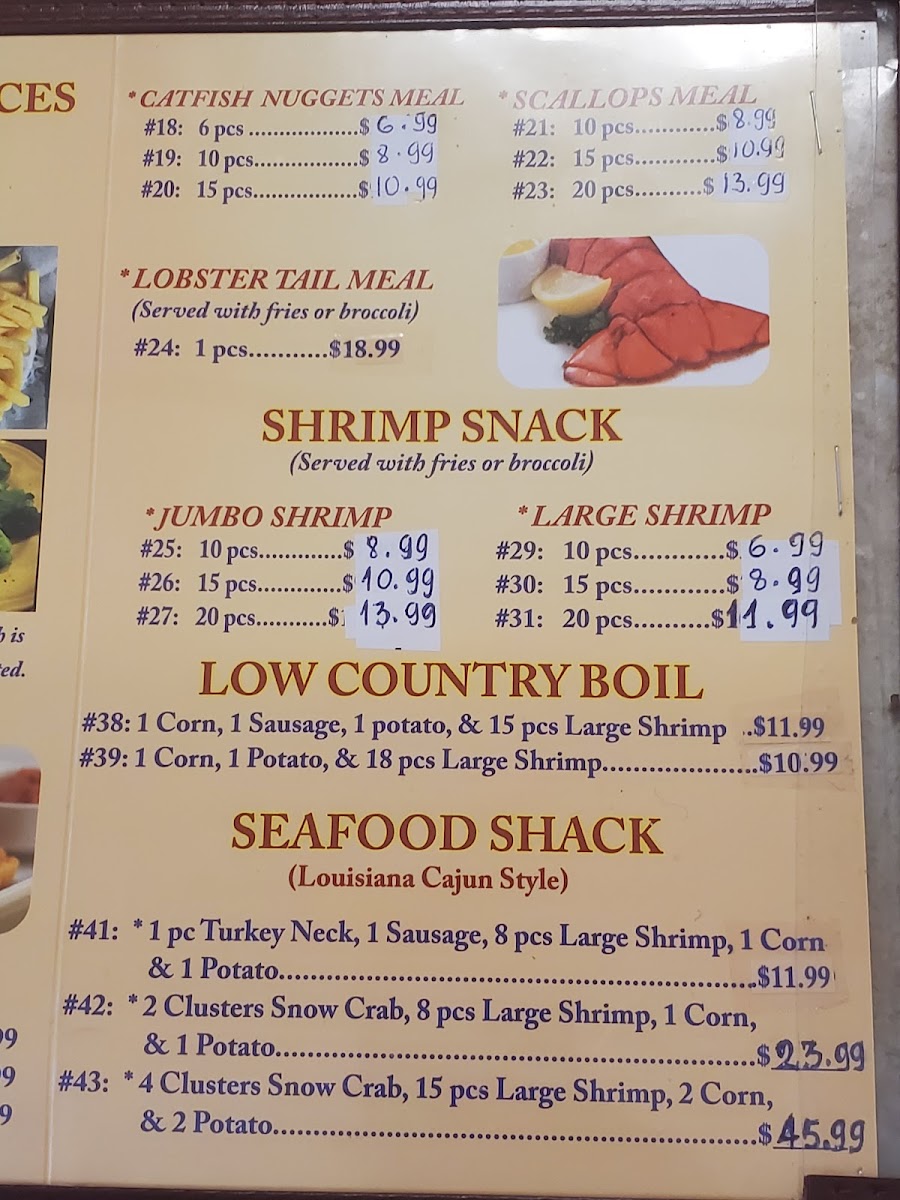 CES
* CATFISH NUGGETS MEAL
#18: 6 pcs ..................$ 6.99
#19: 10 pcs.................$ 8.99
#20: 15 pcs.................$ 10.99
* SCALLOPS MEAL
#21: 10 pcs.............$ 8.99
#22: 15 pcs.............$ 10.99
#23: 20 pcs..........$ 13.99
* LOBSTER TAIL MEAL
(Served with fries or broccoli)
#24: 1 pcs...........$18.99
SHRIMP SNACK
(Served with fries or broccoli)
* JUMBO SHRIMP
#25: 10 pcs.............$ 8.99
#26: 15 pcs.............$ 10.99
#27: 20 pcs...........$ 13.99
* LARGE SHRIMP
#29: 10 pcs............$ 6.99
#30: 15 pcs............$ 8.99
#31: 20 pcs..........$11.99
h is
ted.
LOW COUNTRY BOIL
#38: 1 Corn, 1 Sausage, 1 potato, & 15 pcs Large Shrimp ..$11.99
#39: 1 Corn, 1 Potato, & 18 pcs Large Shrimp....................$10.99
SEAFOOD SHACK
(Louisiana Cajun Style)
#41: * 1 pc Turkey Neck, 1 Sausage, 8 pcs Large Shrimp, 1 Corn
& 1 Potato..............................................................$11.99
#42: * 2 Clusters Snow Crab, 8 pcs Large Shrimp, 1 Corn,
& 1 Potato..............................................................$23.99
#43: * 4 Clusters Snow Crab, 15 pcs Large Shrimp, 2 Corn,
& 2 Potato..............................................................$45.99
99
9
9